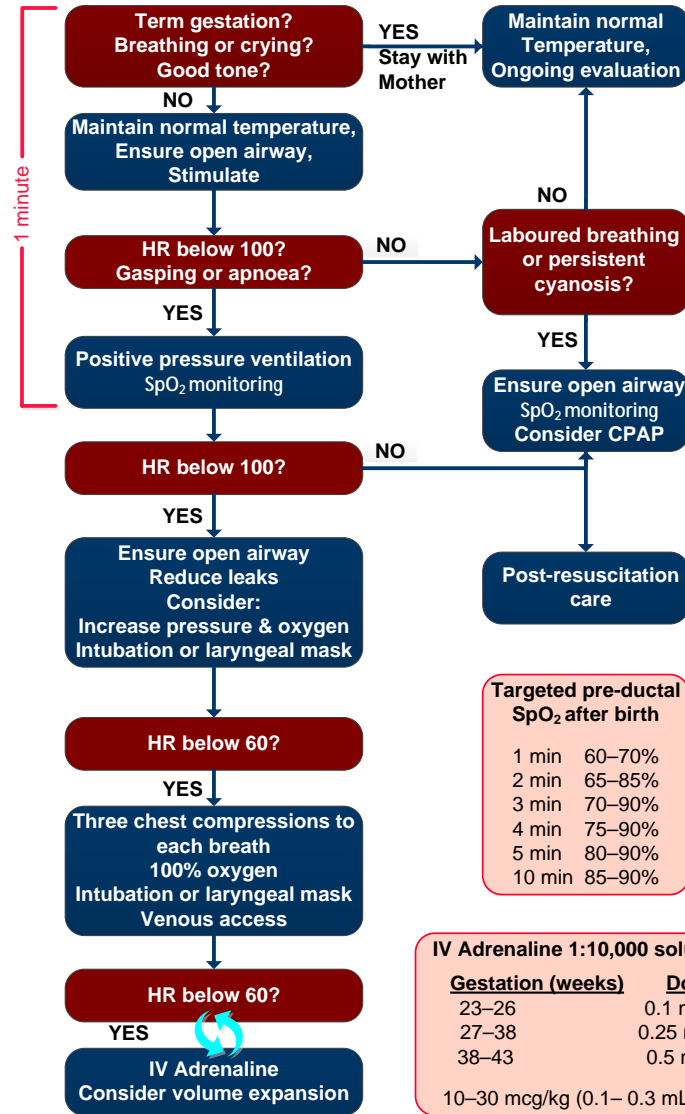 Term gestation?
Breathing or crying?
Good tone?
YES
Stay with
Mother
Maintain normal
Temperature,
Ongoing evaluation
NO
Maintain normal temperature,
Ensure open airway,
Stimulate
1 minute
HR below 100?
Gasping or apnoea?
NO
NO
Laboured breathing
or persistent
cyanosis?
YES
YES
Positive pressure ventilation
SpO₂ monitoring
Ensure open airway
SpO₂ monitoring
Consider CPAP
HR below 100?
NO
YES
Ensure open airway
Reduce leaks
Consider:
Increase pressure & oxygen
Intubation or laryngeal mask
Post-resuscitation
care
HR below 60?
YES
Three chest compressions to
each breath
100% oxygen
Intubation or laryngeal mask
Venous access
HR below 60?
YES
IV Adrenaline
Consider volume expansion
Targeted pre-ductal
SpO₂ after birth
1 min 60–70%
2 min 65–85%
3 min 70–90%
4 min 75–90%
5 min 80–90%
10 min 85–90%
IV Adrenaline 1:10,000
Gestation (weeks)
23–26 0.1
27–38 0.25
38–43 0.5
10–30 mcg/kg (0.1– 0.3 mL